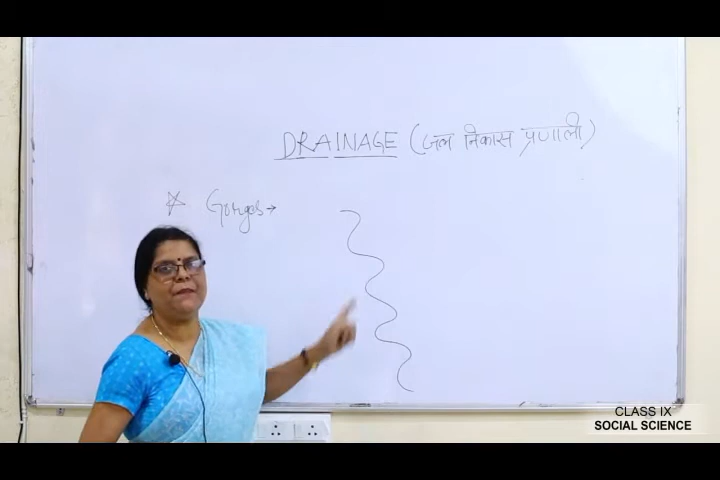 DRAINAGE (जल निकास प्रणाली)
☆ Gorges →
CLASS IX
SOCIAL SCIENCE